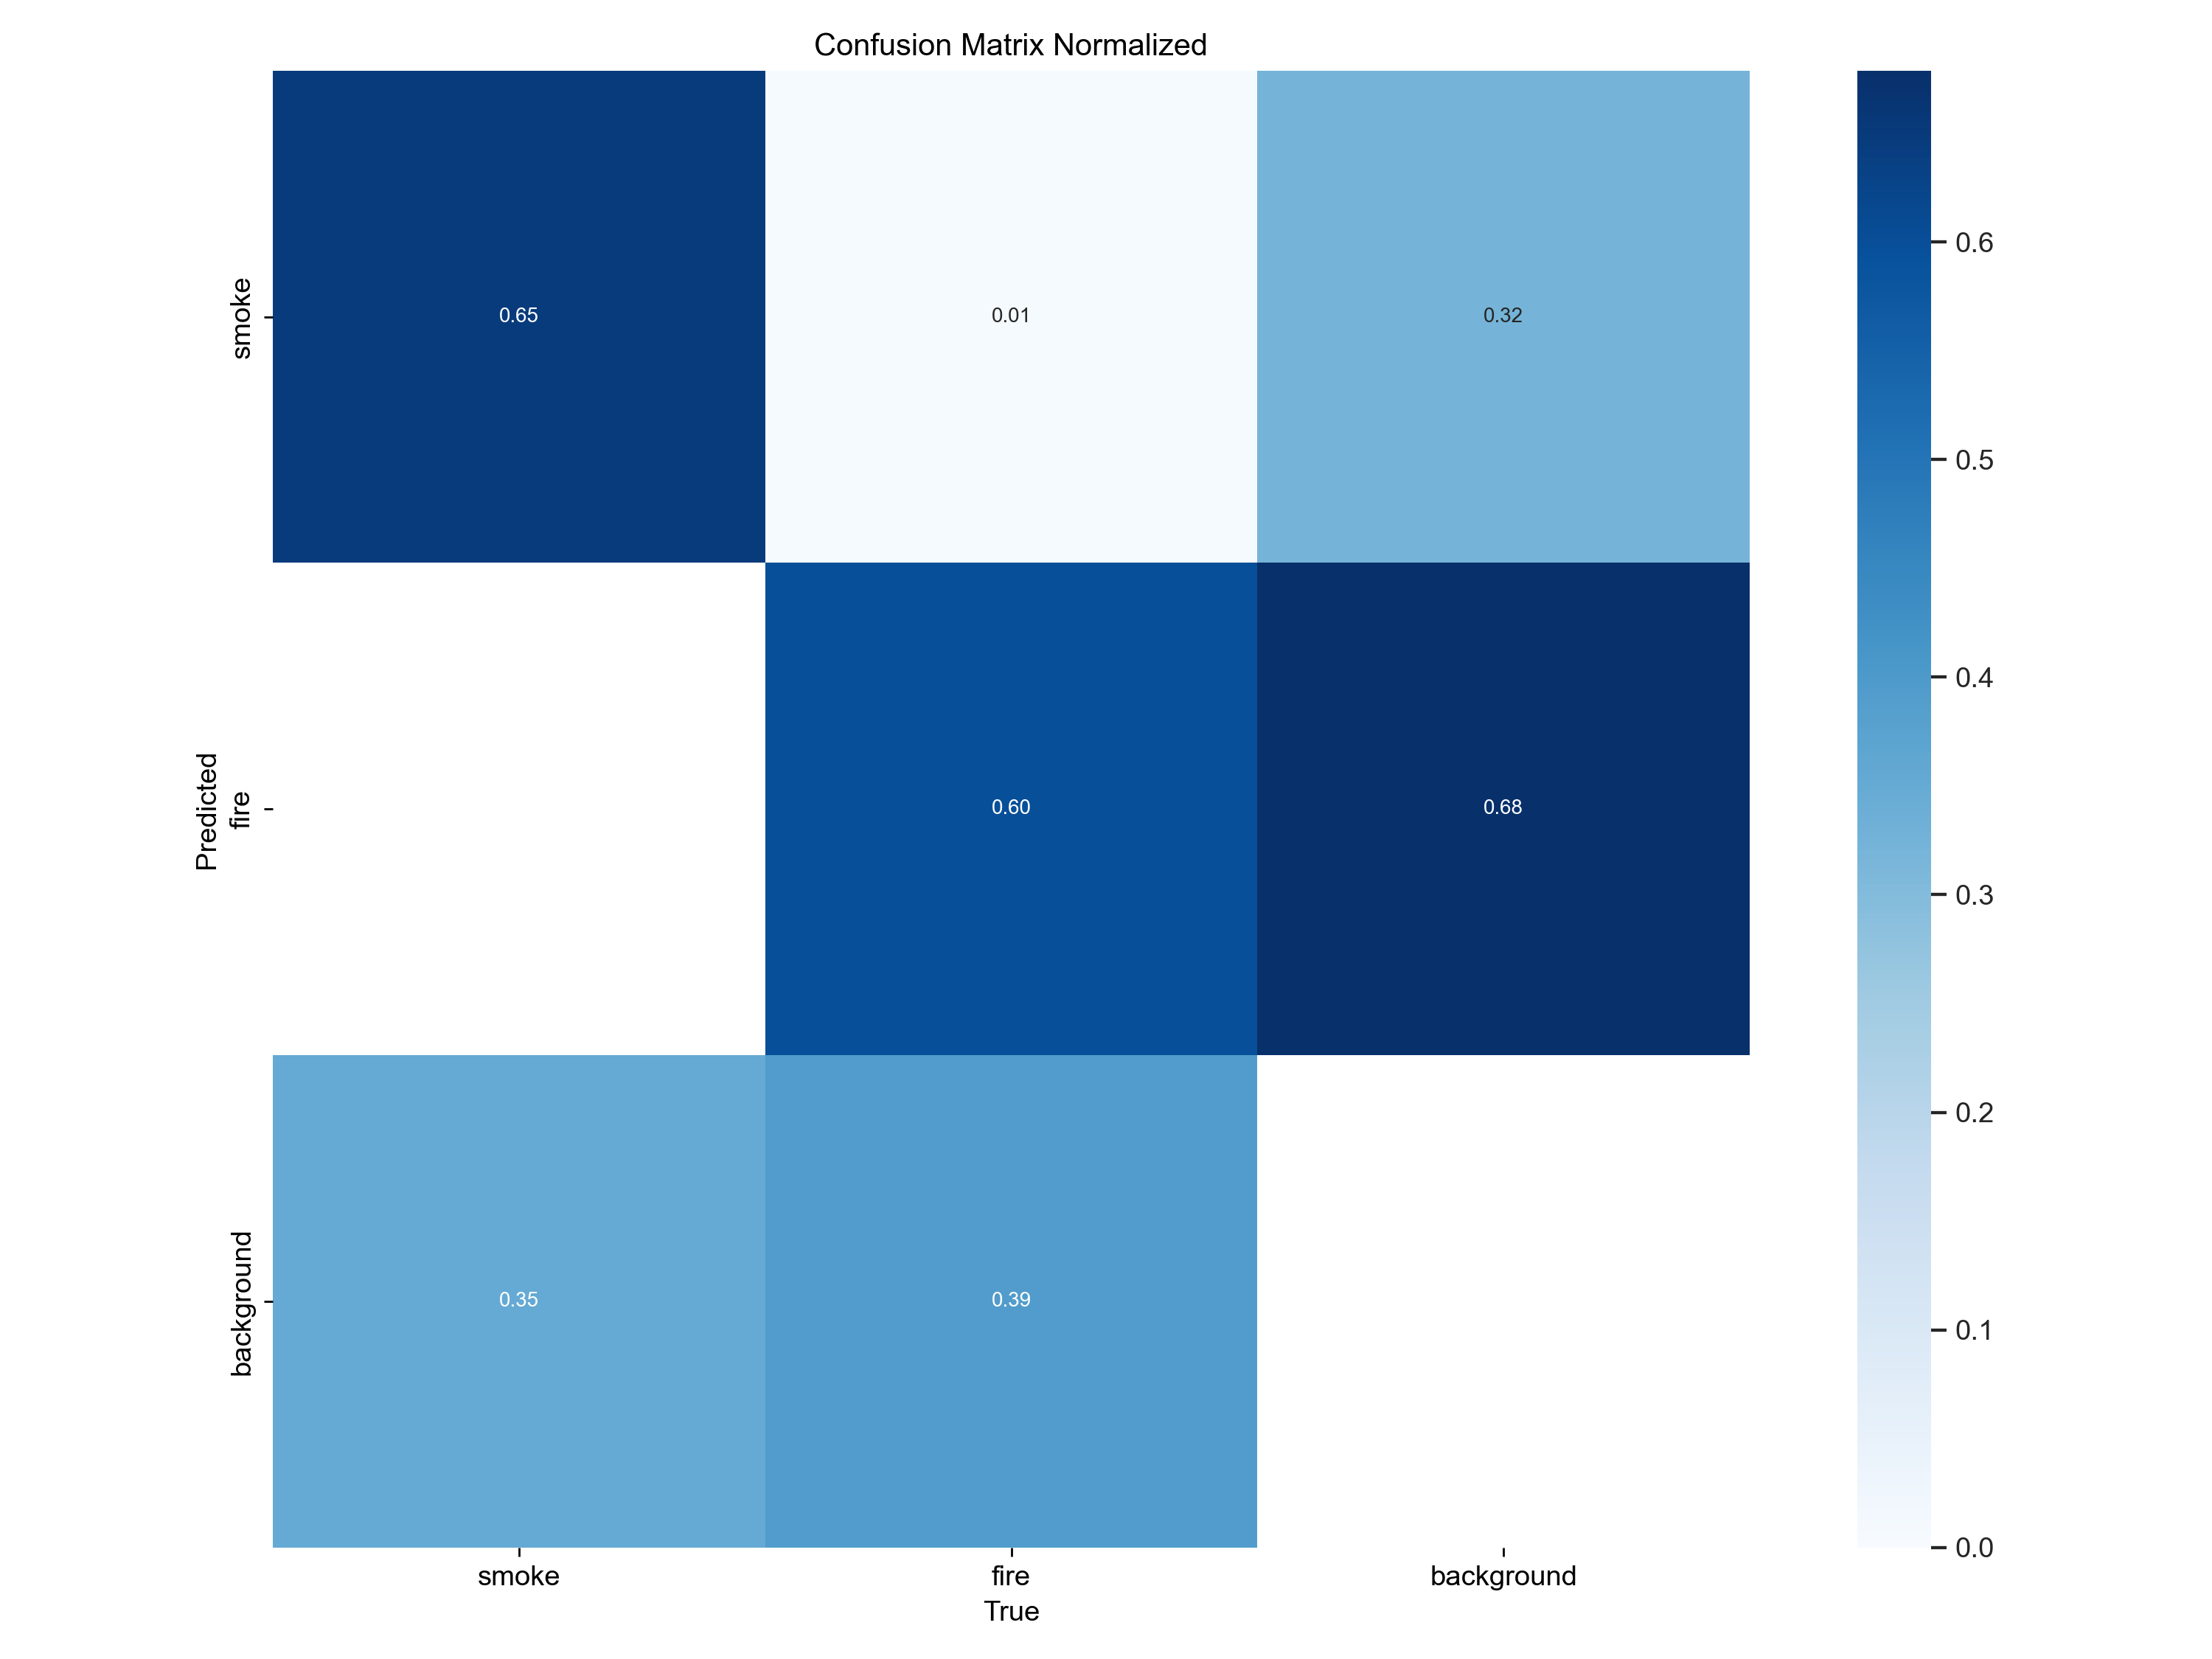 Confusion Matrix Normalized
smoke
0.65
0.01
0.32
Predicted
fire
0.60
0.68
background
0.35
0.39
smoke
fire
background
True
0.6
0.5
0.4
0.3
0.2
0.1
0.0